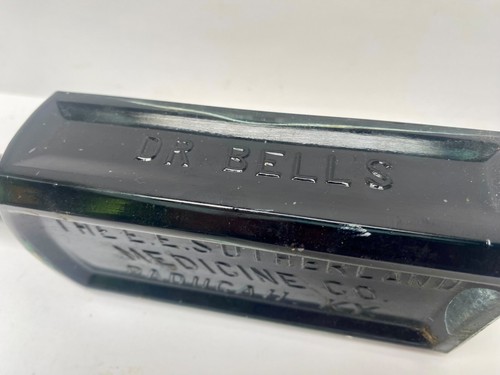 DR BELLS
THE E.E. SUTHERLAND
MEDICINE CO.
PADUCAH KY.